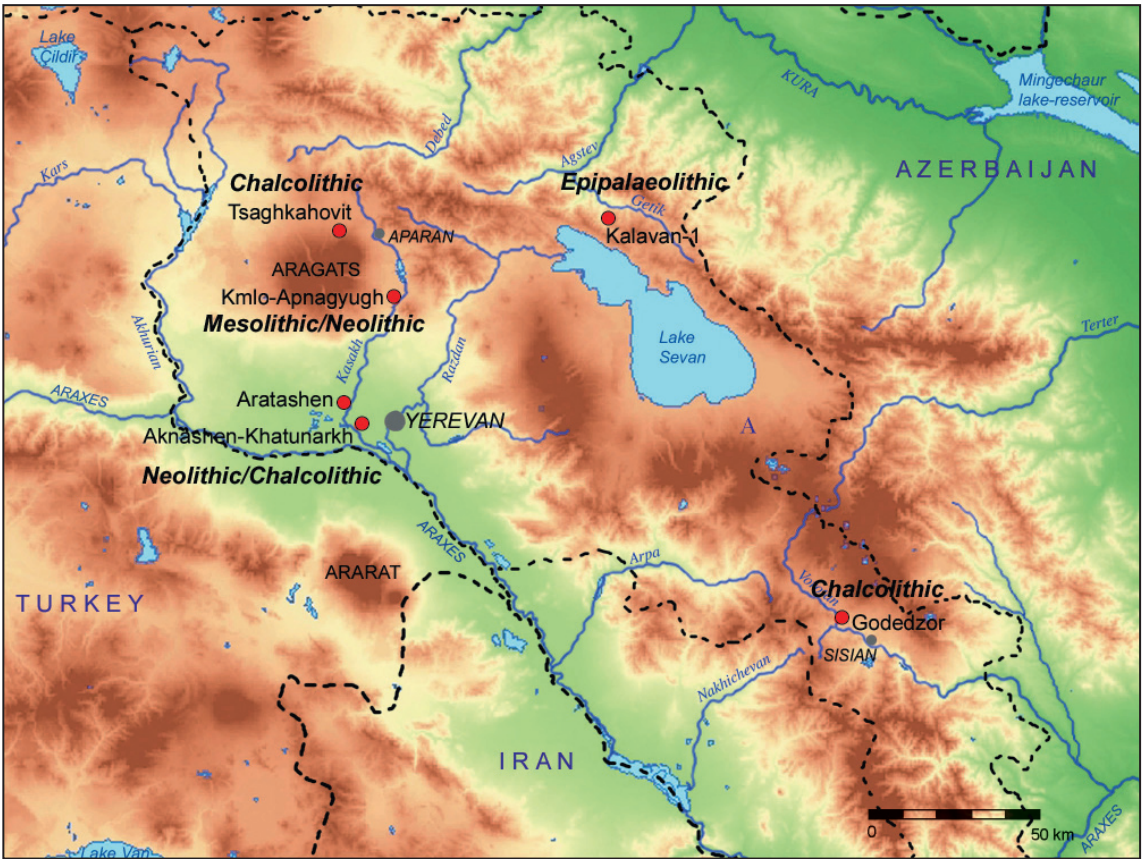 Lake
Çildir
KURA
Mingechaur
lake-reservoir
Debed
Kars
Agstev
AZERBAIJAN
Chalcolithic
Epipalaeolithic
Tsaghkahovit
Getik
APARAN
Kalavan-1
ARAGATS
Kmlo-Apnagyugh
Mesolithic/Neolithic
Akhurian
Kasakh
Razdan
Lake
Sevan
Terter
ARAXES
Aratashen
YEREVAN
Aknashen-Khatunarkh
A
Neolithic/Chalcolithic
ARAXES
Arpa
ARARAT
Chalcolithic
TURKEY
Godedzor
SISIAN
Nakhichevan
IRAN
0
50 km
ARAXES
Lake Van